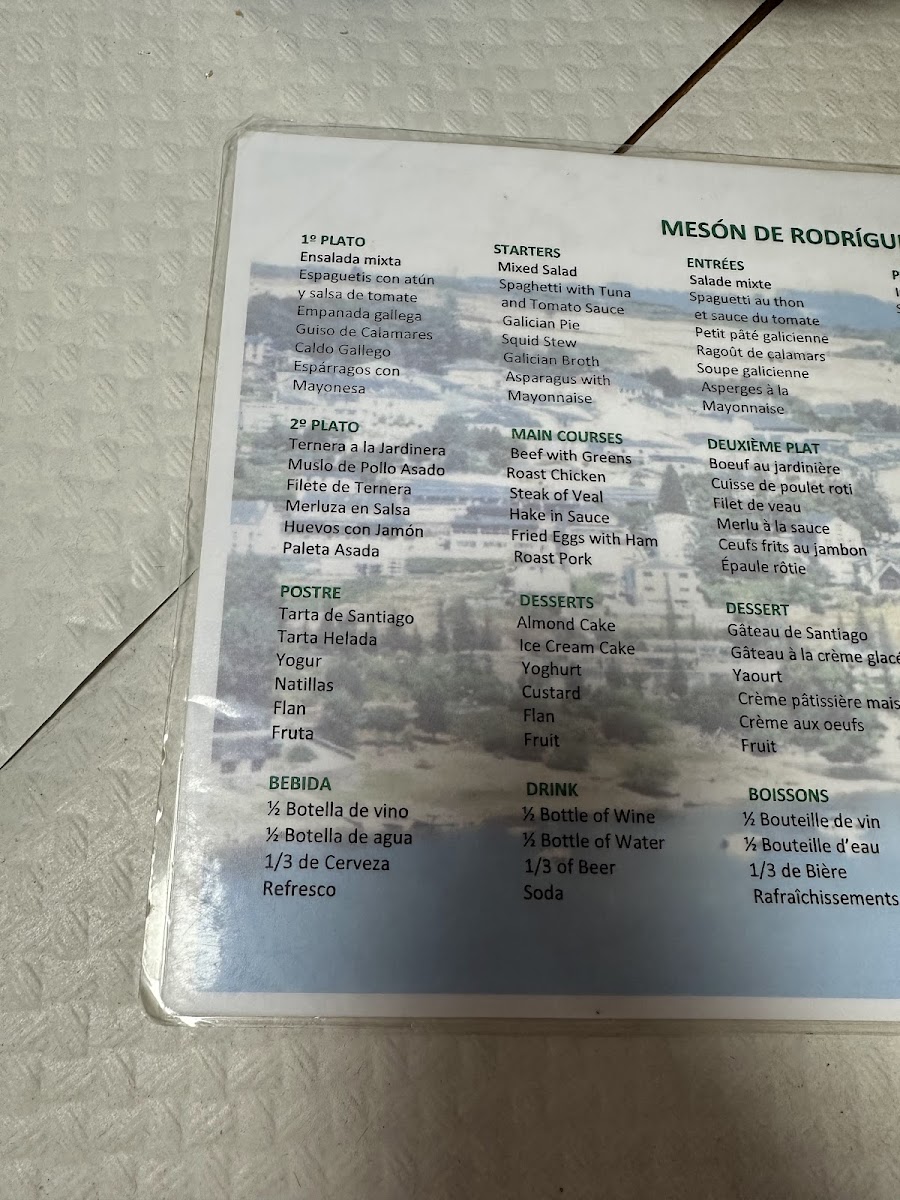 MESÓN DE RODRÍGU
1º PLATO
Ensalada mixta
Espaguetis con atún
y salsa de tomate
Empanada gallega
Guiso de Calamares
Caldo Gallego
Espárragos con
Mayonesa
2º PLATO
Ternera a la Jardinera
Muslo de Pollo Asado
Filete de Ternera
Merluza en Salsa
Huevos con Jamón
Paleta Asada
POSTRE
Tarta de Santiago
Tarta Helada
Yogur
Natillas
Flan
Fruta
BEBIDA
½ Botella de vino
½ Botella de agua
1/3 de Cerveza
Refresco
STARTERS
Mixed Salad
Spaghetti with Tuna
and Tomato Sauce
Galician Pie
Squid Stew
Galician Broth
Asparagus with
Mayonnaise
MAIN COURSES
Beef with Greens
Roast Chicken
Steak of Veal
Hake in Sauce
Fried Eggs with Ham
Roast Pork
DESSERTS
Almond Cake
Ice Cream Cake
Yoghurt
Custard
Flan
Fruit
DRINK
½ Bottle of Wine
½ Bottle of Water
1/3 of Beer
Soda
ENTRÉES
Salade mixte
Spaguetti au thon
et sauce du tomate
Petit pâté galicienne
Ragoût de calamars
Soupe galicienne
Asperges à la
Mayonnaise
DEUXIÈME PLAT
Boeuf au jardinière
Cuisse de poulet roti
Filet de veau
Merlu à la sauce
Ceufs frits au jambon
Épaule rôtie
DESSERT
Gâteau de Santiago
Gâteau à la crème glacé
Yaourt
Crème pâtissière mais
Crème aux oeufs
Fruit
BOISSONS
½ Bouteille de vin
½ Bouteille d'eau
1/3 de Bière
Rafraîchissements